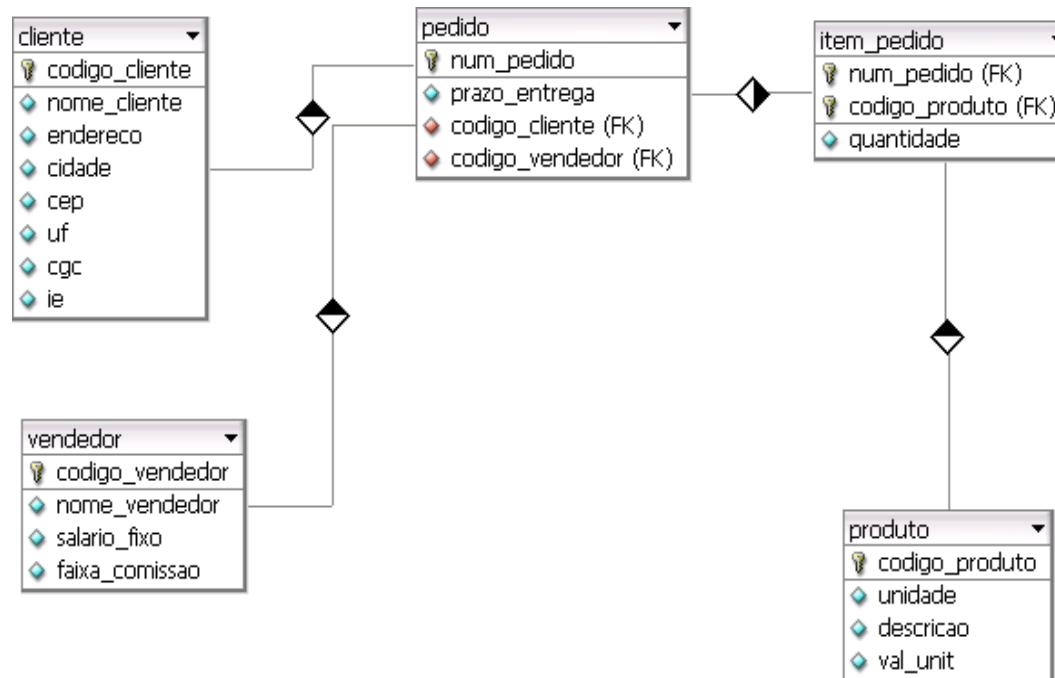 cliente
codigo_cliente
nome_cliente
endereco
cidade
cep
uf
cgc
ie
pedido
num_pedido
prazo_entrega
codigo_cliente (FK)
codigo_vendedor (FK)
item_pedido
num_pedido (FK)
codigo_produto (FK)
quantidade
vendedor
codigo_vendedor
nome_vendedor
salario_fixo
faixa_comissao
produto
codigo_produto
unidade
descricao
val_unit